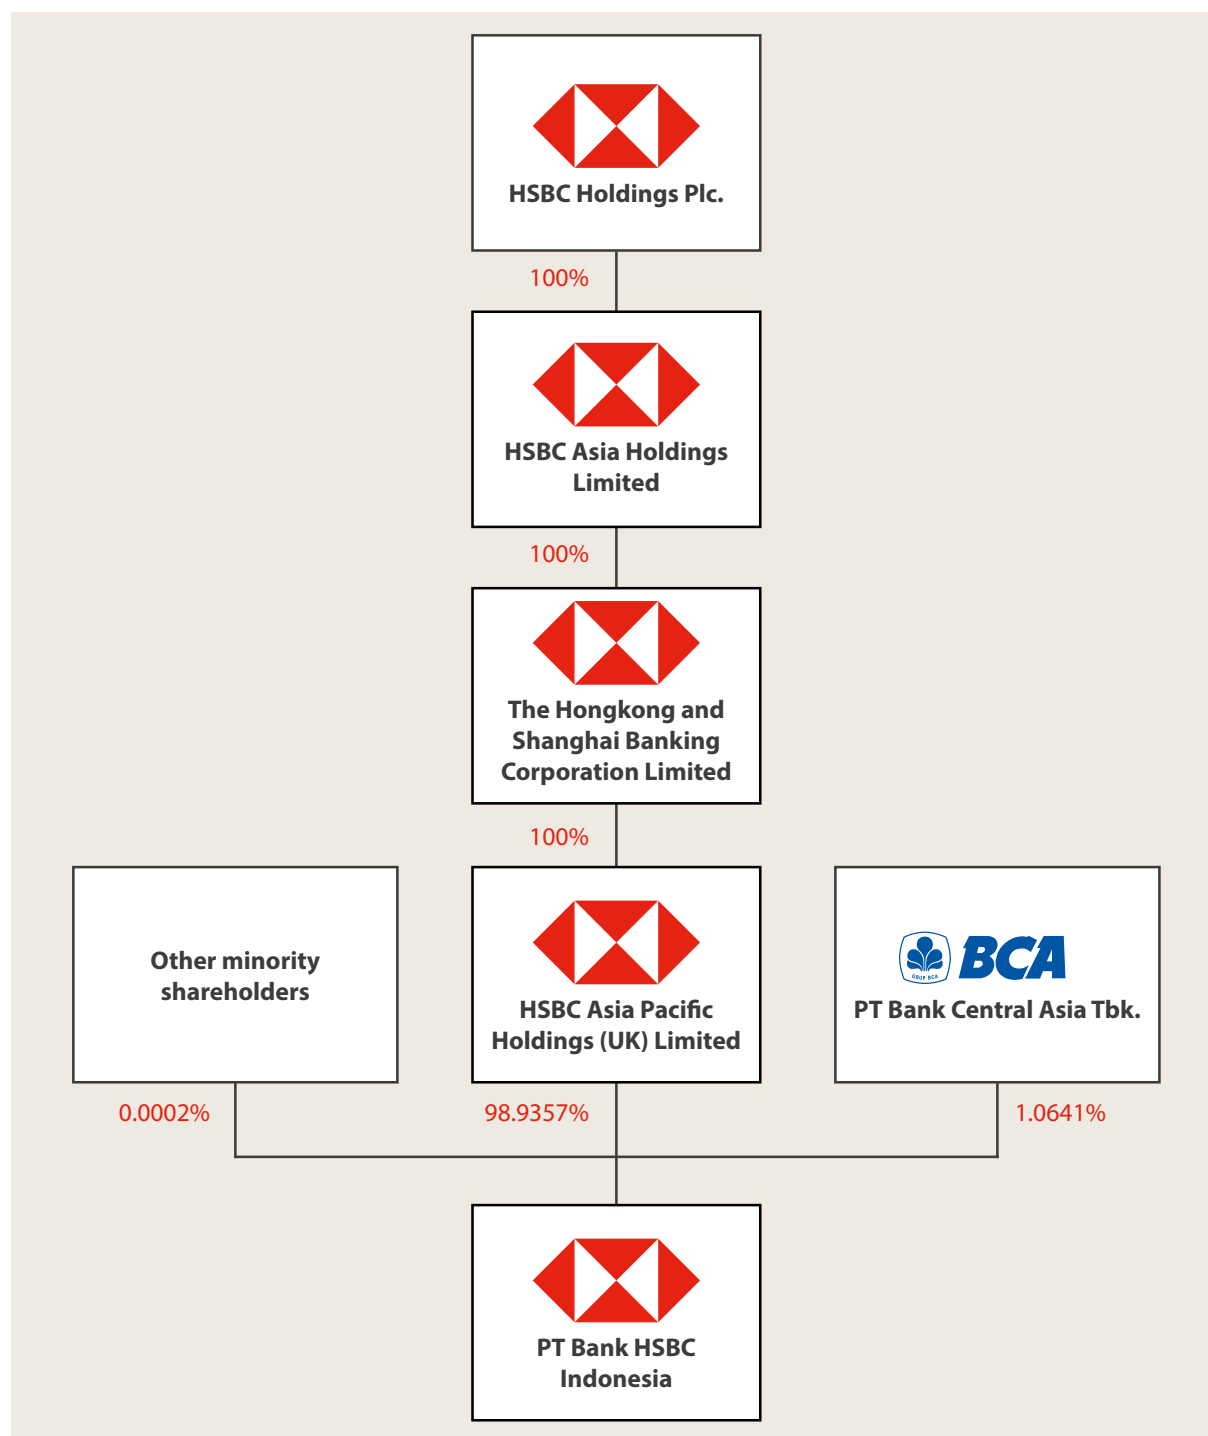 HSBC Holdings Plc.
100%
HSBC Asia Holdings
Limited
100%
The Hongkong and
Shanghai Banking
Corporation Limited
100%
Other minority
shareholders
HSBC Asia Pacific
Holdings (UK) Limited
GRUP BCA
BCA
PT Bank Central Asia Tbk.
0.0002%
98.9357%
1.0641%
PT Bank HSBC
Indonesia